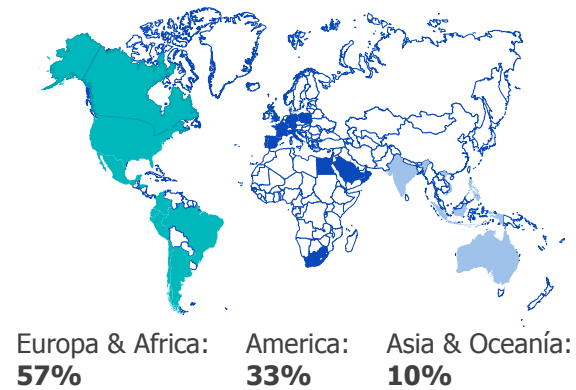 Europa & Africa:
57%
America:
33%
Asia & Oceanía:
10%